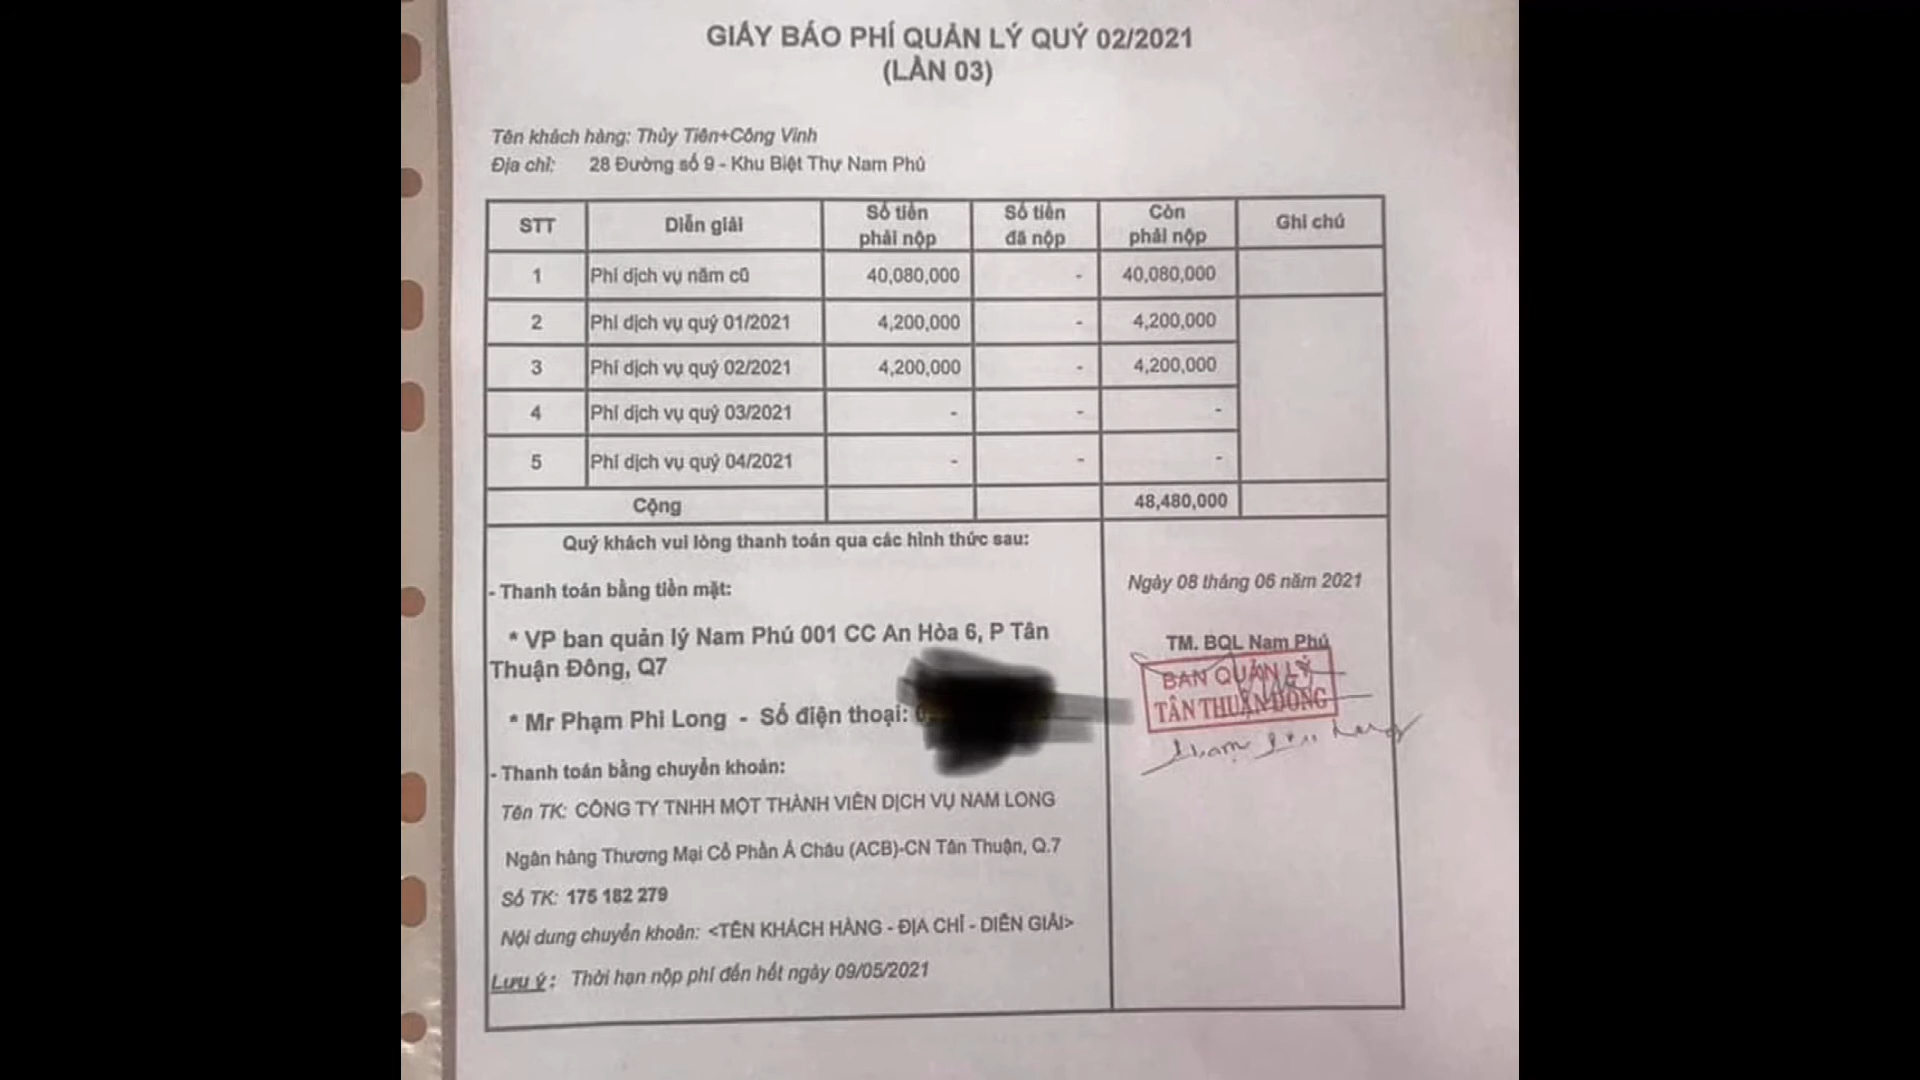 GIẤY BÁO PHÍ QUẢN LÝ QUÝ 02/2021
(LẦN 03)
Tên khách hàng: Thủy Tiên+Công Vinh
Địa chỉ: 28 Đường số 9 - Khu Biệt Thự Nam Phú
STT Diễn giải Số tiền phải nộp Số tiền đã nộp Còn phải nộp Ghi chú
1 Phí dịch vụ năm cũ 40,080,000 - 40,080,000
2 Phí dịch vụ quý 01/2021 4,200,000 - 4,200,000
3 Phí dịch vụ quý 02/2021 4,200,000 - 4,200,000
4 Phí dịch vụ quý 03/2021 - - -
5 Phí dịch vụ quý 04/2021 - - -
Cộng 48,480,000
Quý khách vui lòng thanh toán qua các hình thức sau:
- Thanh toán bằng tiền mặt:
* VP ban quản lý Nam Phú 001 CC An Hòa 6, P Tân
Thuận Đông, Q7
* Mr Phạm Phi Long - Số điện thoại: 0
- Thanh toán bằng chuyển khoản:
Tên TK: CÔNG TY TNHH MỘT THÀNH VIÊN DỊCH VỤ NAM LONG
Ngân hàng Thương Mại Cổ Phần Á Châu (ACB)-CN Tân Thuận, Q.7
Số TK: 175 182 279
Nội dung chuyển khoản: <TÊN KHÁCH HÀNG - ĐỊA CHỈ - DIỄN GIẢI>
Lưu ý: Thời hạn nộp phí đến hết ngày 09/05/2021
Ngày 08 tháng 06 năm 2021
TM. BQL Nam Phú
BAN QUẢN LÝ
TÂN THUẬN ĐÔNG